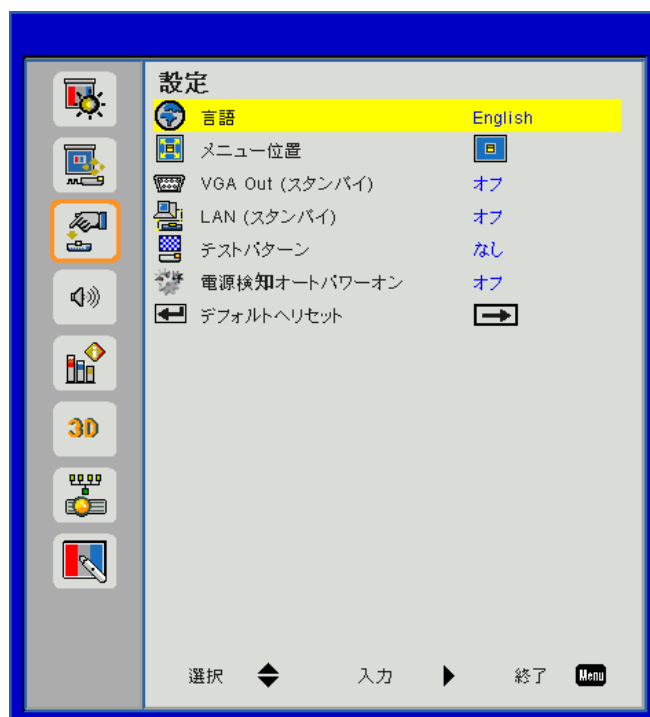 設定
言語 English
メニュー位置
VGA Out (スタンバイ) オフ
LAN (スタンバイ) オフ
テストパターン なし
電源検知オートパワーオン オフ
デフォルトへリセット
3D
選択 入力 終了 Menu